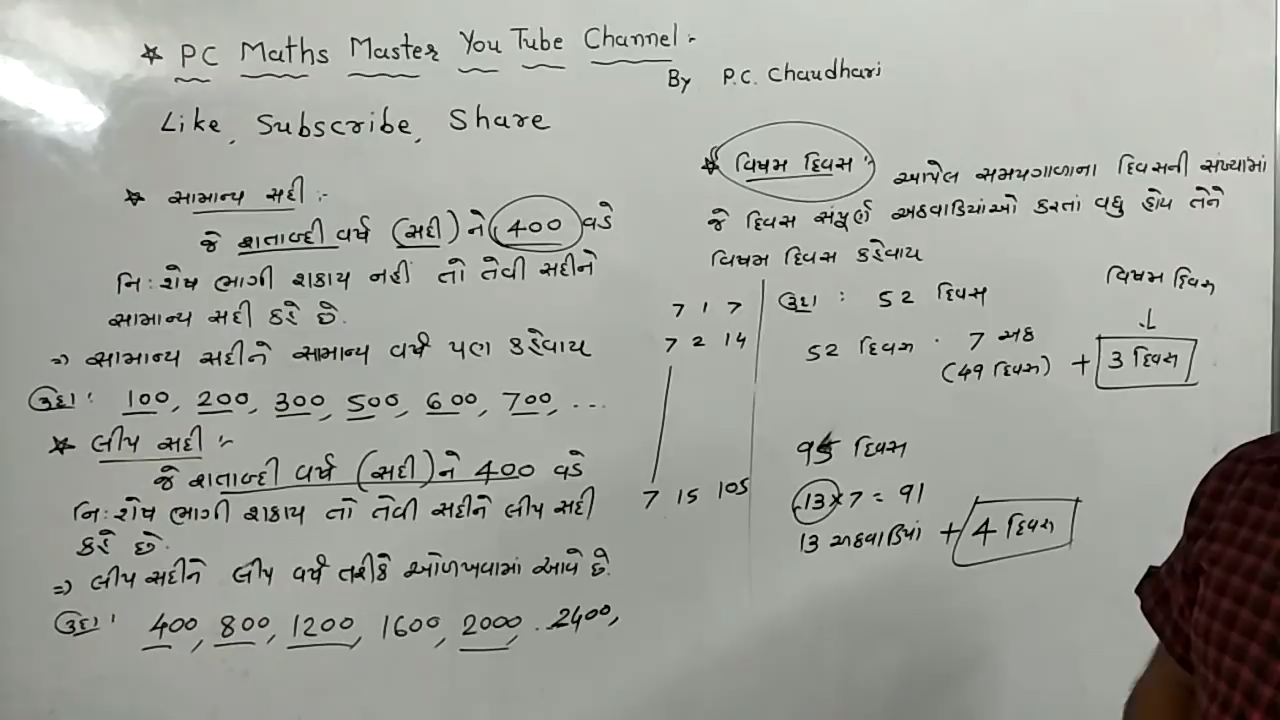 * PC Maths Master You Tube Channel :-
By P.C. Chaudhari
Like, Subscribe, Share
* સામાન્ય સદી :-
જે શતાબ્દી વર્ષ (સદી) ને 400 વડે
નિઃશેષ ભાગી શકાય નહીં તો તેવી સદીને
સામાન્ય સદી કહે છે.
=> સામાન્ય સદીને સામાન્ય વર્ષ પણ કહેવાય
ઉદા: 100, 200, 300, 500, 600, 700, ...
* લીપ સદી :-
જે શતાબ્દી વર્ષ (સદી) ને 400 વડે
નિઃશેષ ભાગી શકાય તો તેવી સદીને લીપ સદી
કહે છે.
=> લીપ સદીને લીપ વર્ષ તરીકે ઓળખવામાં આવે છે.
ઉદા: 400, 800, 1200, 1600, 2000, 2400,
* વિષમ દિવસ :- આપેલ સમયગાળાના દિવસની સંખ્યામાં
જે દિવસ સંપૂર્ણ અઠવાડિયાંઓ કરતાં વધુ હોય તેને
વિષમ દિવસ કહેવાય
7 1 7
7 2 14
7 15 105
ઉદા : 52 દિવસ
વિષમ દિવસ
↓
52 દિવસ . 7 અઠ
(49 દિવસ) + 3 દિવસ
95 દિવસ
13 × 7 = 91
13 અઠવાડિયાં + 4 દિવસ